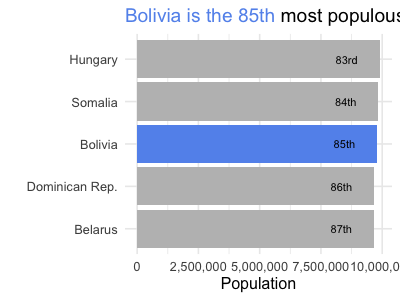 Bolivia is the 85th most populous
Hungary 83rd
Somalia 84th
Bolivia 85th
Dominican Rep. 86th
Belarus 87th
0 2,500,000 5,000,000 7,500,000 10,000,0
Population